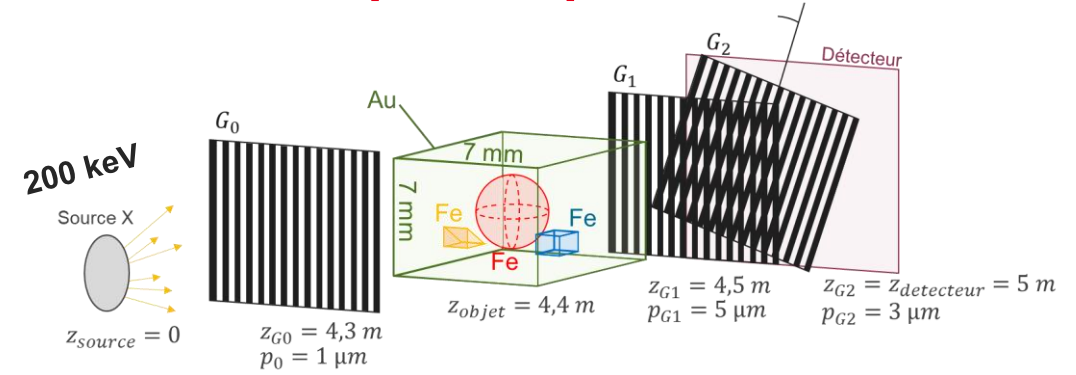 200 keV
Source X
z_source = 0
G_0
z_G0 = 4,3 m
p_0 = 1 μm
Au
7 mm
7 mm
Fe
Fe
Fe
z_objet = 4,4 m
G_1
z_G1 = 4,5 m
p_G1 = 5 μm
G_2
Détecteur
z_G2 = z_detecteur = 5 m
p_G2 = 3 μm